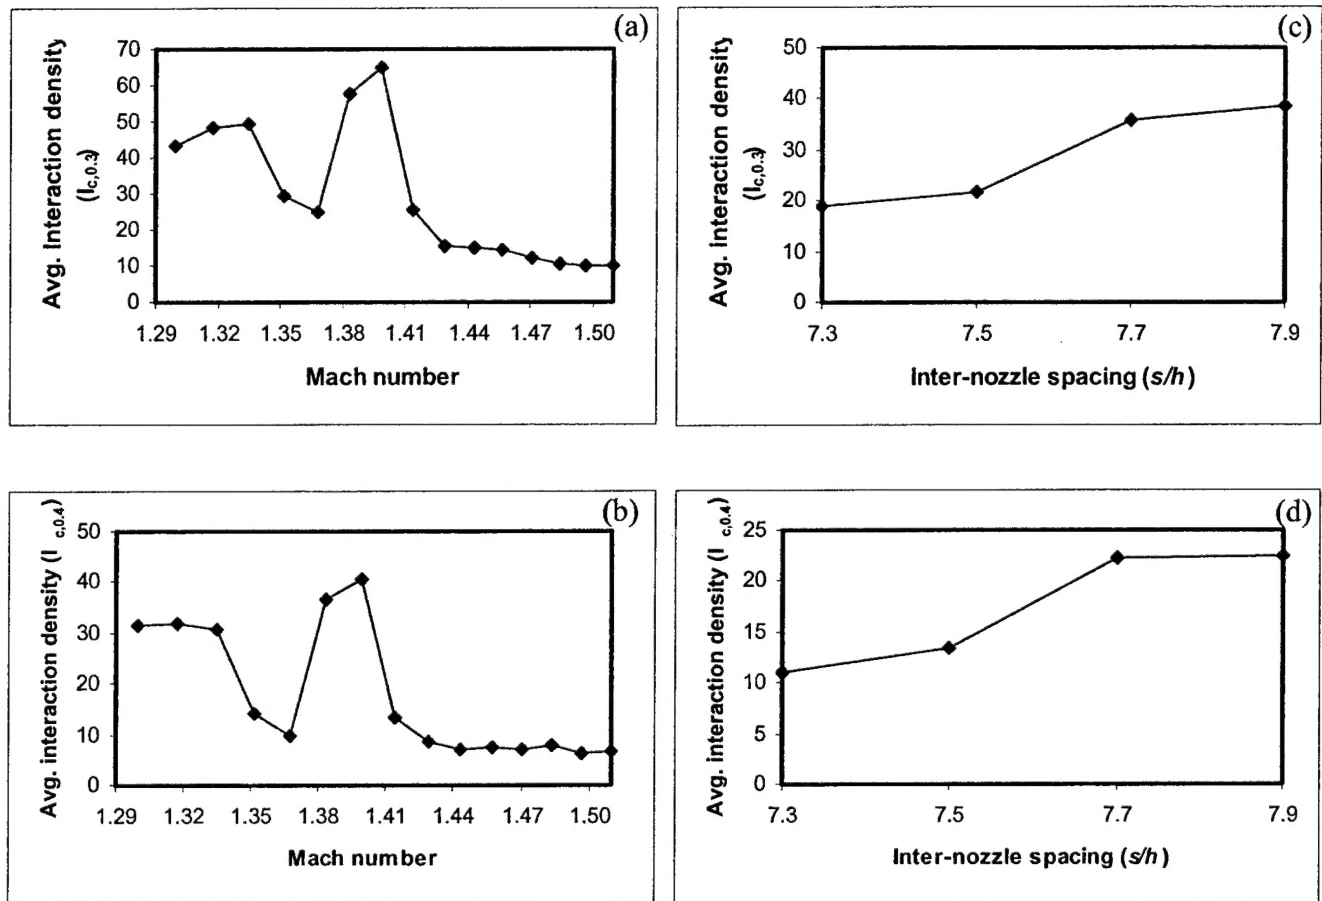 (a)
Avg. Interaction density
(Ic,0.3)
70
60
50
40
30
20
10
0
1.29 1.32 1.35 1.38 1.41 1.44 1.47 1.50
Mach number
(c)
Avg. Interaction density
(Ic,0.3)
50
40
30
20
10
0
7.3 7.5 7.7 7.9
Inter-nozzle spacing (s/h)
(b)
Avg. interaction density (I c,0.4)
50
40
30
20
10
0
1.29 1.32 1.35 1.38 1.41 1.44 1.47 1.50
Mach number
(d)
Avg. interaction density (I c,0.4)
25
20
15
10
5
0
7.3 7.5 7.7 7.9
Inter-nozzle spacing (s/h)